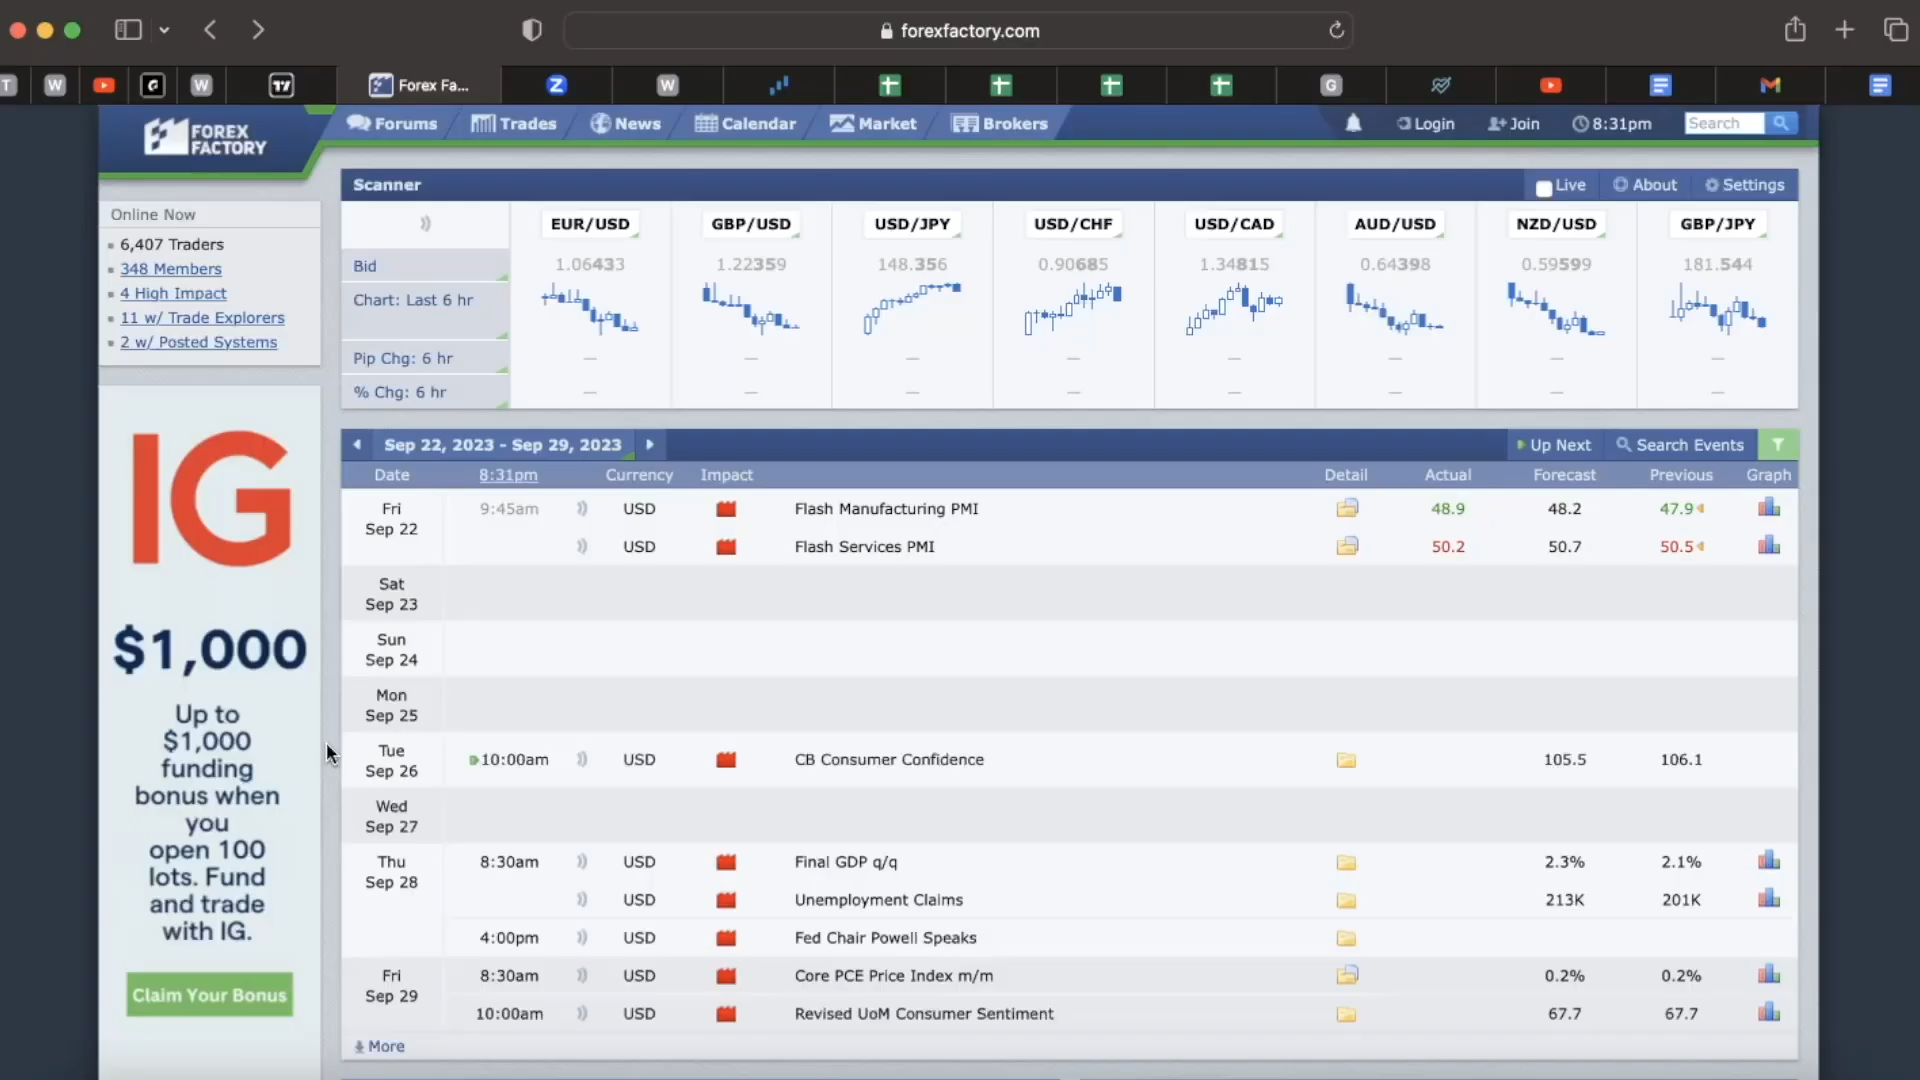 forexfactory.com
T W W Forex Fa... Z W G
FOREX FACTORY
Forums Trades News Calendar Market Brokers Login Join 8:31pm Search
Online Now
6,407 Traders
348 Members
4 High Impact
11 w/ Trade Explorers
2 w/ Posted Systems
IG
$1,000
Up to
$1,000
funding
bonus when
you
open 100
lots. Fund
and trade
with IG.
Claim Your Bonus
Scanner Live About Settings
EUR/USD GBP/USD USD/JPY USD/CHF USD/CAD AUD/USD NZD/USD GBP/JPY
Bid 1.06433 1.22359 148.356 0.90685 1.34815 0.64398 0.59599 181.544
Chart: Last 6 hr
Pip Chg: 6 hr — — — — — — — —
% Chg: 6 hr — — — — — — — —
Sep 22, 2023 - Sep 29, 2023 Up Next Search Events
Date 8:31pm Currency Impact Detail Actual Forecast Previous Graph
Fri Sep 22 9:45am USD Flash Manufacturing PMI 48.9 48.2 47.9
USD Flash Services PMI 50.2 50.7 50.5
Sat Sep 23
Sun Sep 24
Mon Sep 25
Tue Sep 26 10:00am USD CB Consumer Confidence 105.5 106.1
Wed Sep 27
Thu Sep 28 8:30am USD Final GDP q/q 2.3% 2.1%
USD Unemployment Claims 213K 201K
4:00pm USD Fed Chair Powell Speaks
Fri Sep 29 8:30am USD Core PCE Price Index m/m 0.2% 0.2%
10:00am USD Revised UoM Consumer Sentiment 67.7 67.7
More